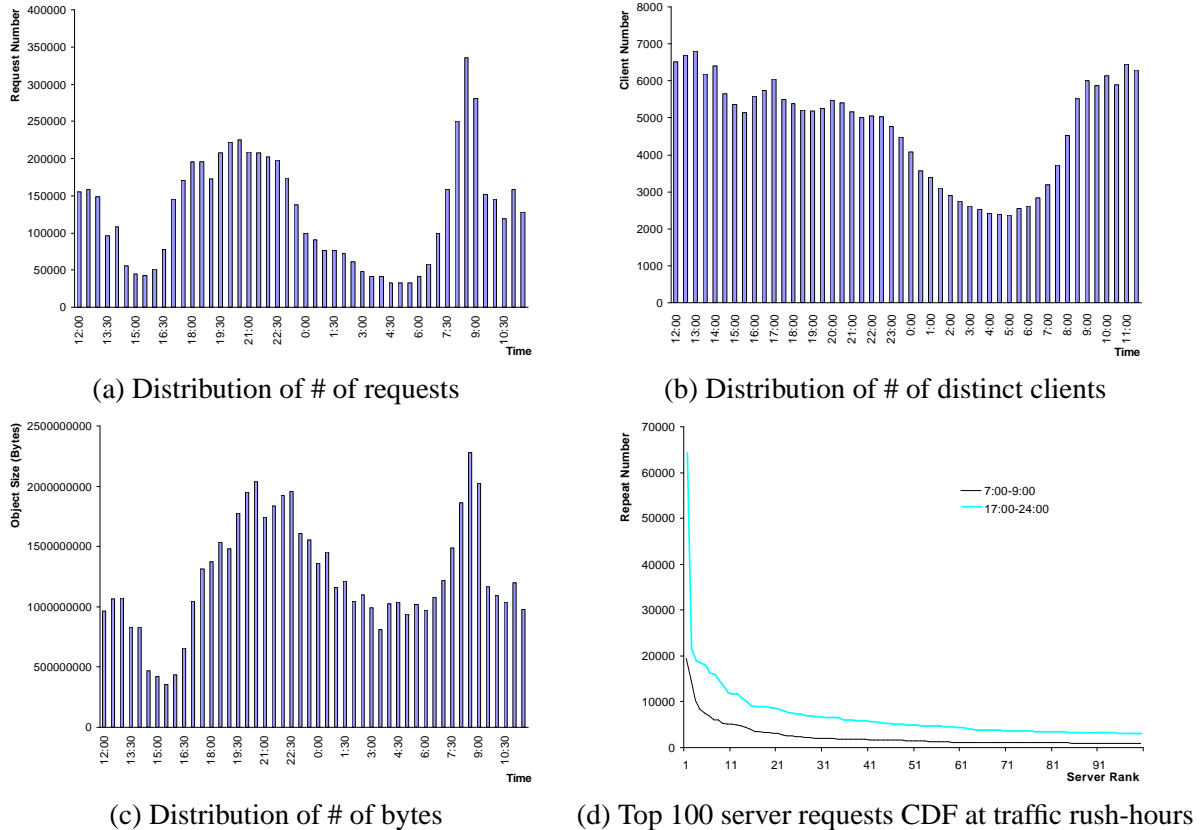 Request Number
400000
350000
300000
250000
200000
150000
100000
50000
0
12:00 13:30 15:00 16:30 18:00 19:30 21:00 22:30 0:00 1:30 3:00 4:30 6:00 7:30 9:00 10:30
Time
(a) Distribution of # of requests
Client Number
8000
7000
6000
5000
4000
3000
2000
1000
0
12:00 13:00 14:00 15:00 16:00 17:00 18:00 19:00 20:00 21:00 22:00 23:00 0:00 1:00 2:00 3:00 4:00 5:00 6:00 7:00 8:00 9:00 10:00 11:00
Time
(b) Distribution of # of distinct clients
Object Size (Bytes)
2500000000
2000000000
1500000000
1000000000
500000000
0
12:00 13:30 15:00 16:30 18:00 19:30 21:00 22:30 0:00 1:30 3:00 4:30 6:00 7:30 9:00 10:30
Time
(c) Distribution of # of bytes
Repeat Number
70000
60000
50000
40000
30000
20000
10000
0
7:00-9:00
17:00-24:00
1 11 21 31 41 51 61 71 81 91
Server Rank
(d) Top 100 server requests CDF at traffic rush-hours